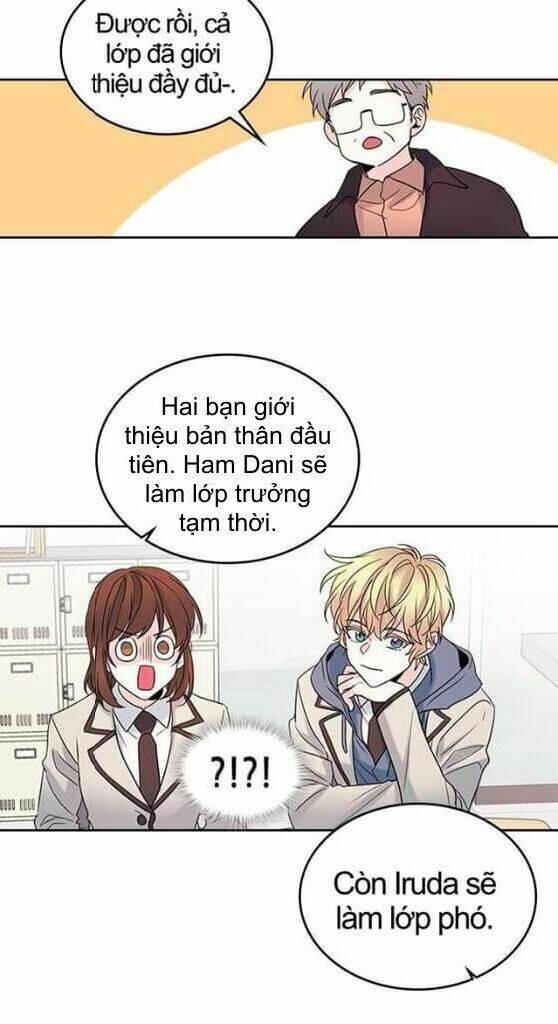 Được rồi, cả
lớp đã giới
thiệu đầy đủ-.
Hai bạn giới
thiệu bản thân đầu
tiên. Ham Dani sẽ
làm lớp trưởng
tạm thời.
?!?!
Còn Iruda sẽ
làm lớp phó.